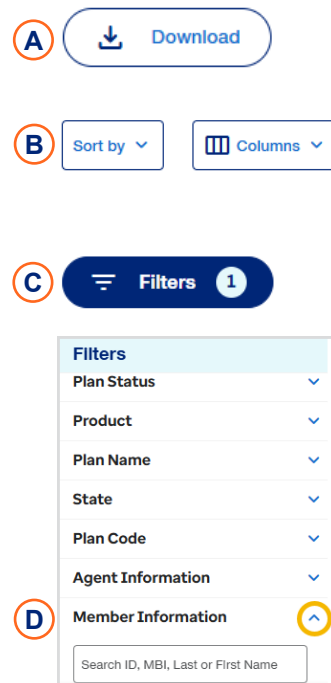 A Download
B Sort by Columns
C Filters 1
Filters
Plan Status
Product
Plan Name
State
Plan Code
Agent Information
D Member Information
Search ID, MBI, Last or First Name